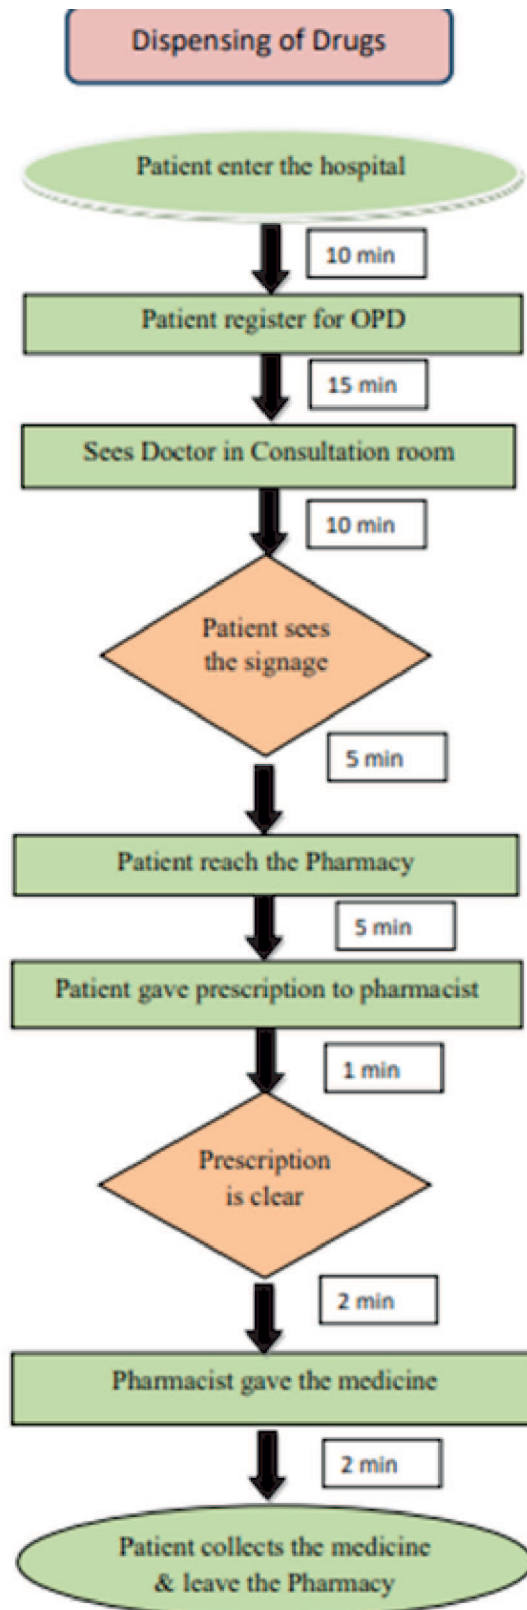 Dispensing of Drugs
Patient enter the hospital
10 min
Patient register for OPD
15 min
Sees Doctor in Consultation room
10 min
Patient sees
the signage
5 min
Patient reach the Pharmacy
5 min
Patient gave prescription to pharmacist
1 min
Prescription
is clear
2 min
Pharmacist gave the medicine
2 min
Patient collects the medicine
& leave the Pharmacy